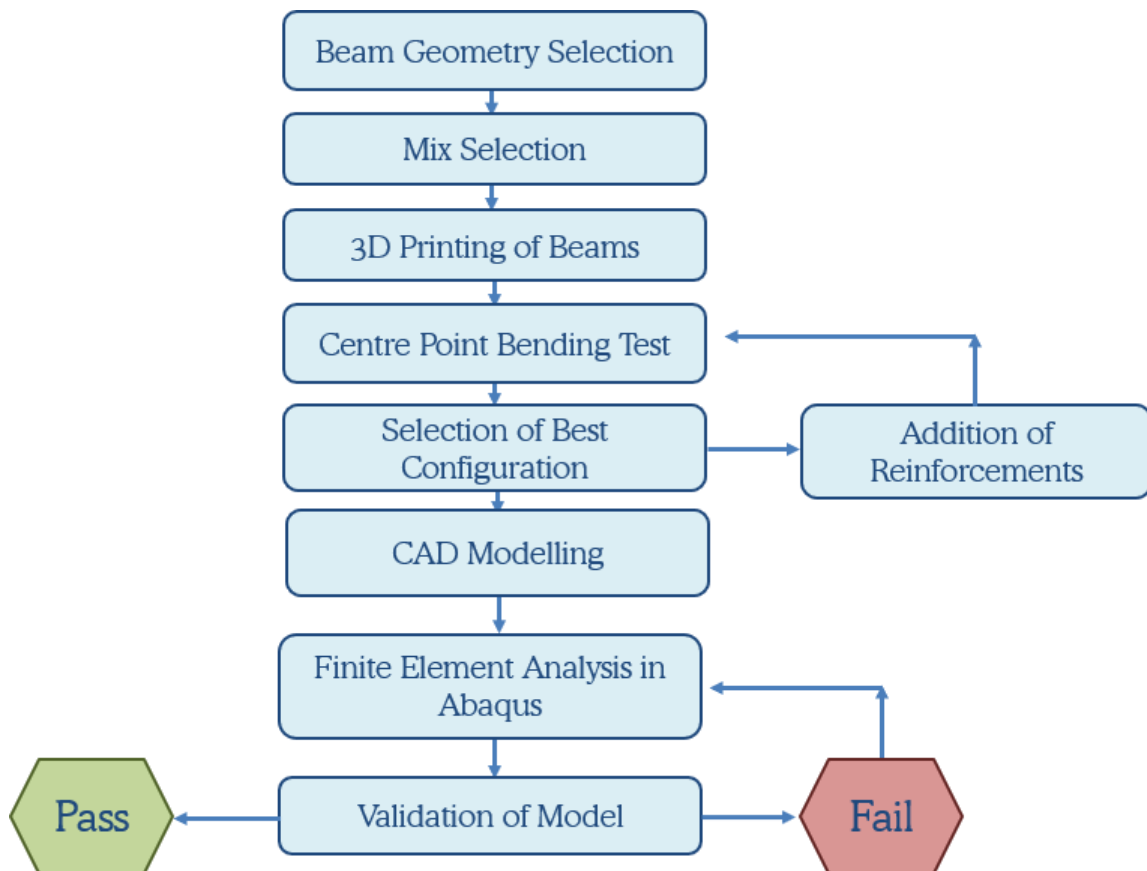 Beam Geometry Selection
Mix Selection
3D Printing of Beams
Centre Point Bending Test
Selection of Best
Configuration
Addition of
Reinforcements
CAD Modelling
Finite Element Analysis in
Abaqus
Pass
Validation of Model
Fail